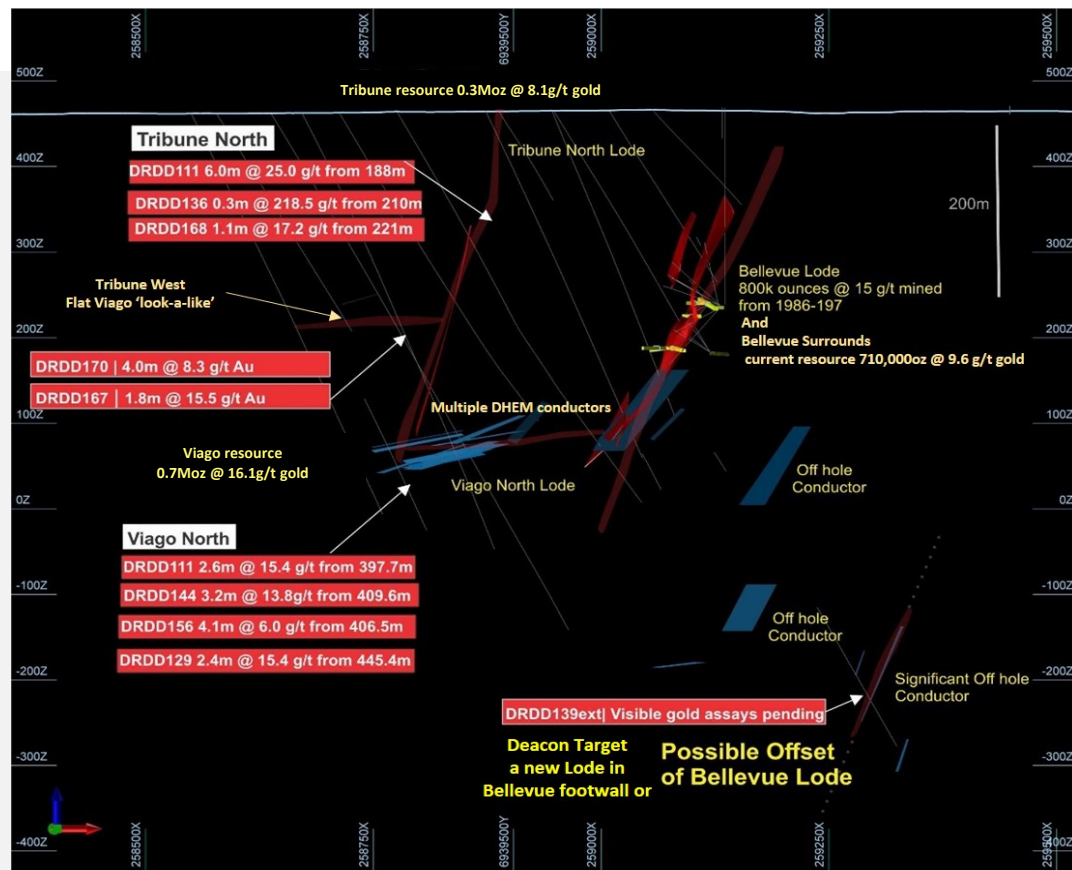 258500X
258750X
6939500Y
259000X
259250X
259500X
500Z
500Z
Tribune resource 0.3Moz @ 8.1g/t gold
Tribune North
Tribune North Lode
400Z
400Z
DRDD111 6.0m @ 25.0 g/t from 188m
DRDD136 0.3m @ 218.5 g/t from 210m
DRDD168 1.1m @ 17.2 g/t from 221m
200m
300Z
300Z
Tribune West
Flat Viago ‘look-a-like’
Bellevue Lode
800k ounces @ 15 g/t mined
from 1986-197
And
Bellevue Surrounds
current resource 710,000oz @ 9.6 g/t gold
200Z
200Z
DRDD170 | 4.0m @ 8.3 g/t Au
DRDD167 | 1.8m @ 15.5 g/t Au
Multiple DHEM conductors
100Z
100Z
Viago resource
0.7Moz @ 16.1g/t gold
Viago North Lode
Off hole
Conductor
0Z
0Z
Viago North
DRDD111 2.6m @ 15.4 g/t from 397.7m
DRDD144 3.2m @ 13.8g/t from 409.6m
DRDD156 4.1m @ 6.0 g/t from 406.5m
DRDD129 2.4m @ 15.4 g/t from 445.4m
-100Z
-100Z
Off hole
Conductor
-200Z
-200Z
Significant Off hole
Conductor
DRDD139ext| Visible gold assays pending
Deacon Target
a new Lode in
Bellevue footwall or
Possible Offset
of Bellevue Lode
-300Z
-300Z
-400Z
-400Z
258500X
258750X
6939500Y
259000X
259250X
259500X